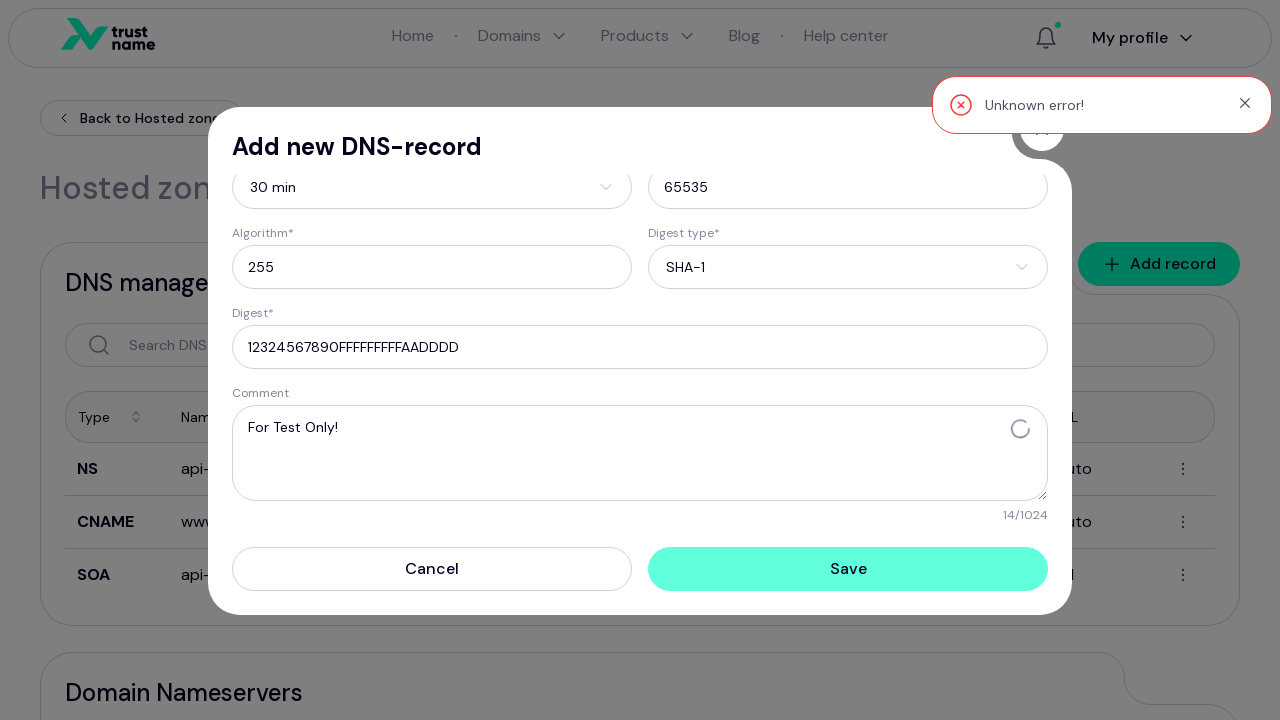 trust
name
Home
Domains
Products
Blog
Help center
My profile
Unknown error!
Back to Hosted zon
Add new DNS-record
Hosted zon
30 min
65535
Algorithm*
Digest type*
255
SHA-1
Add record
DNS manage
Digest*
12324567890FFFFFFFFFAADDDD
Search DNS
Comment
Type
Nam
L
For Test Only!
NS
api-
uto
14/1024
CNAME
www
uto
Cancel
Save
SOA
api-
Domain Nameservers